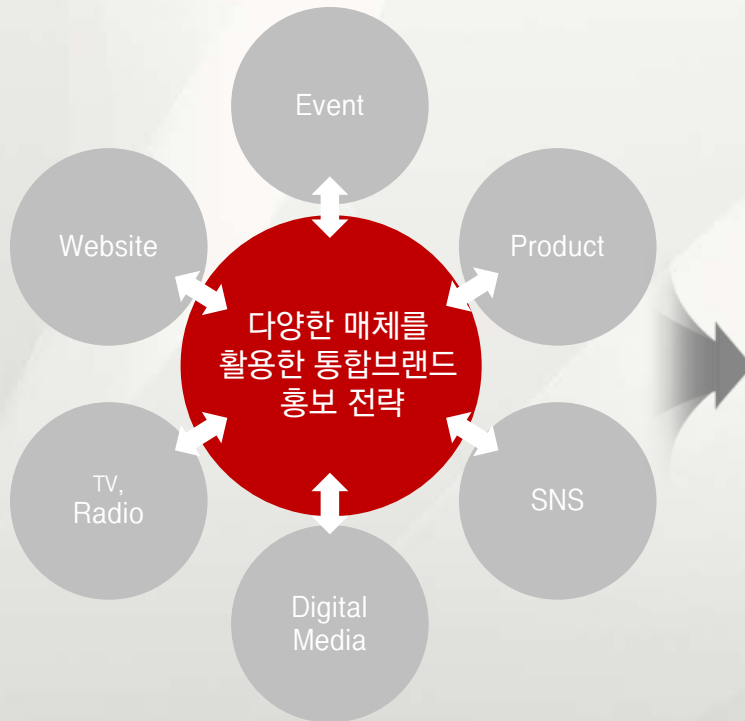 Event
Website
Product
다양한 매체를
활용한 통합브랜드
홍보 전략
TV,
Radio
SNS
Digital
Media